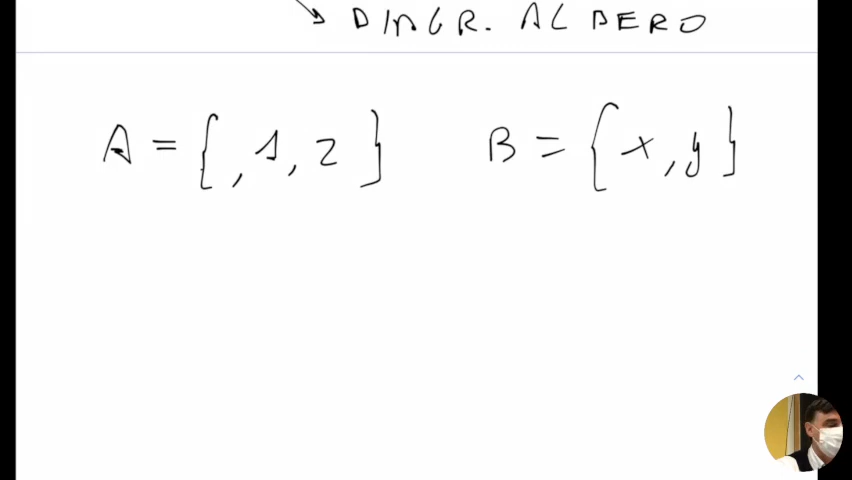 DIAGR. ALBERO
A = { , 1, 2 } B = { x, y }